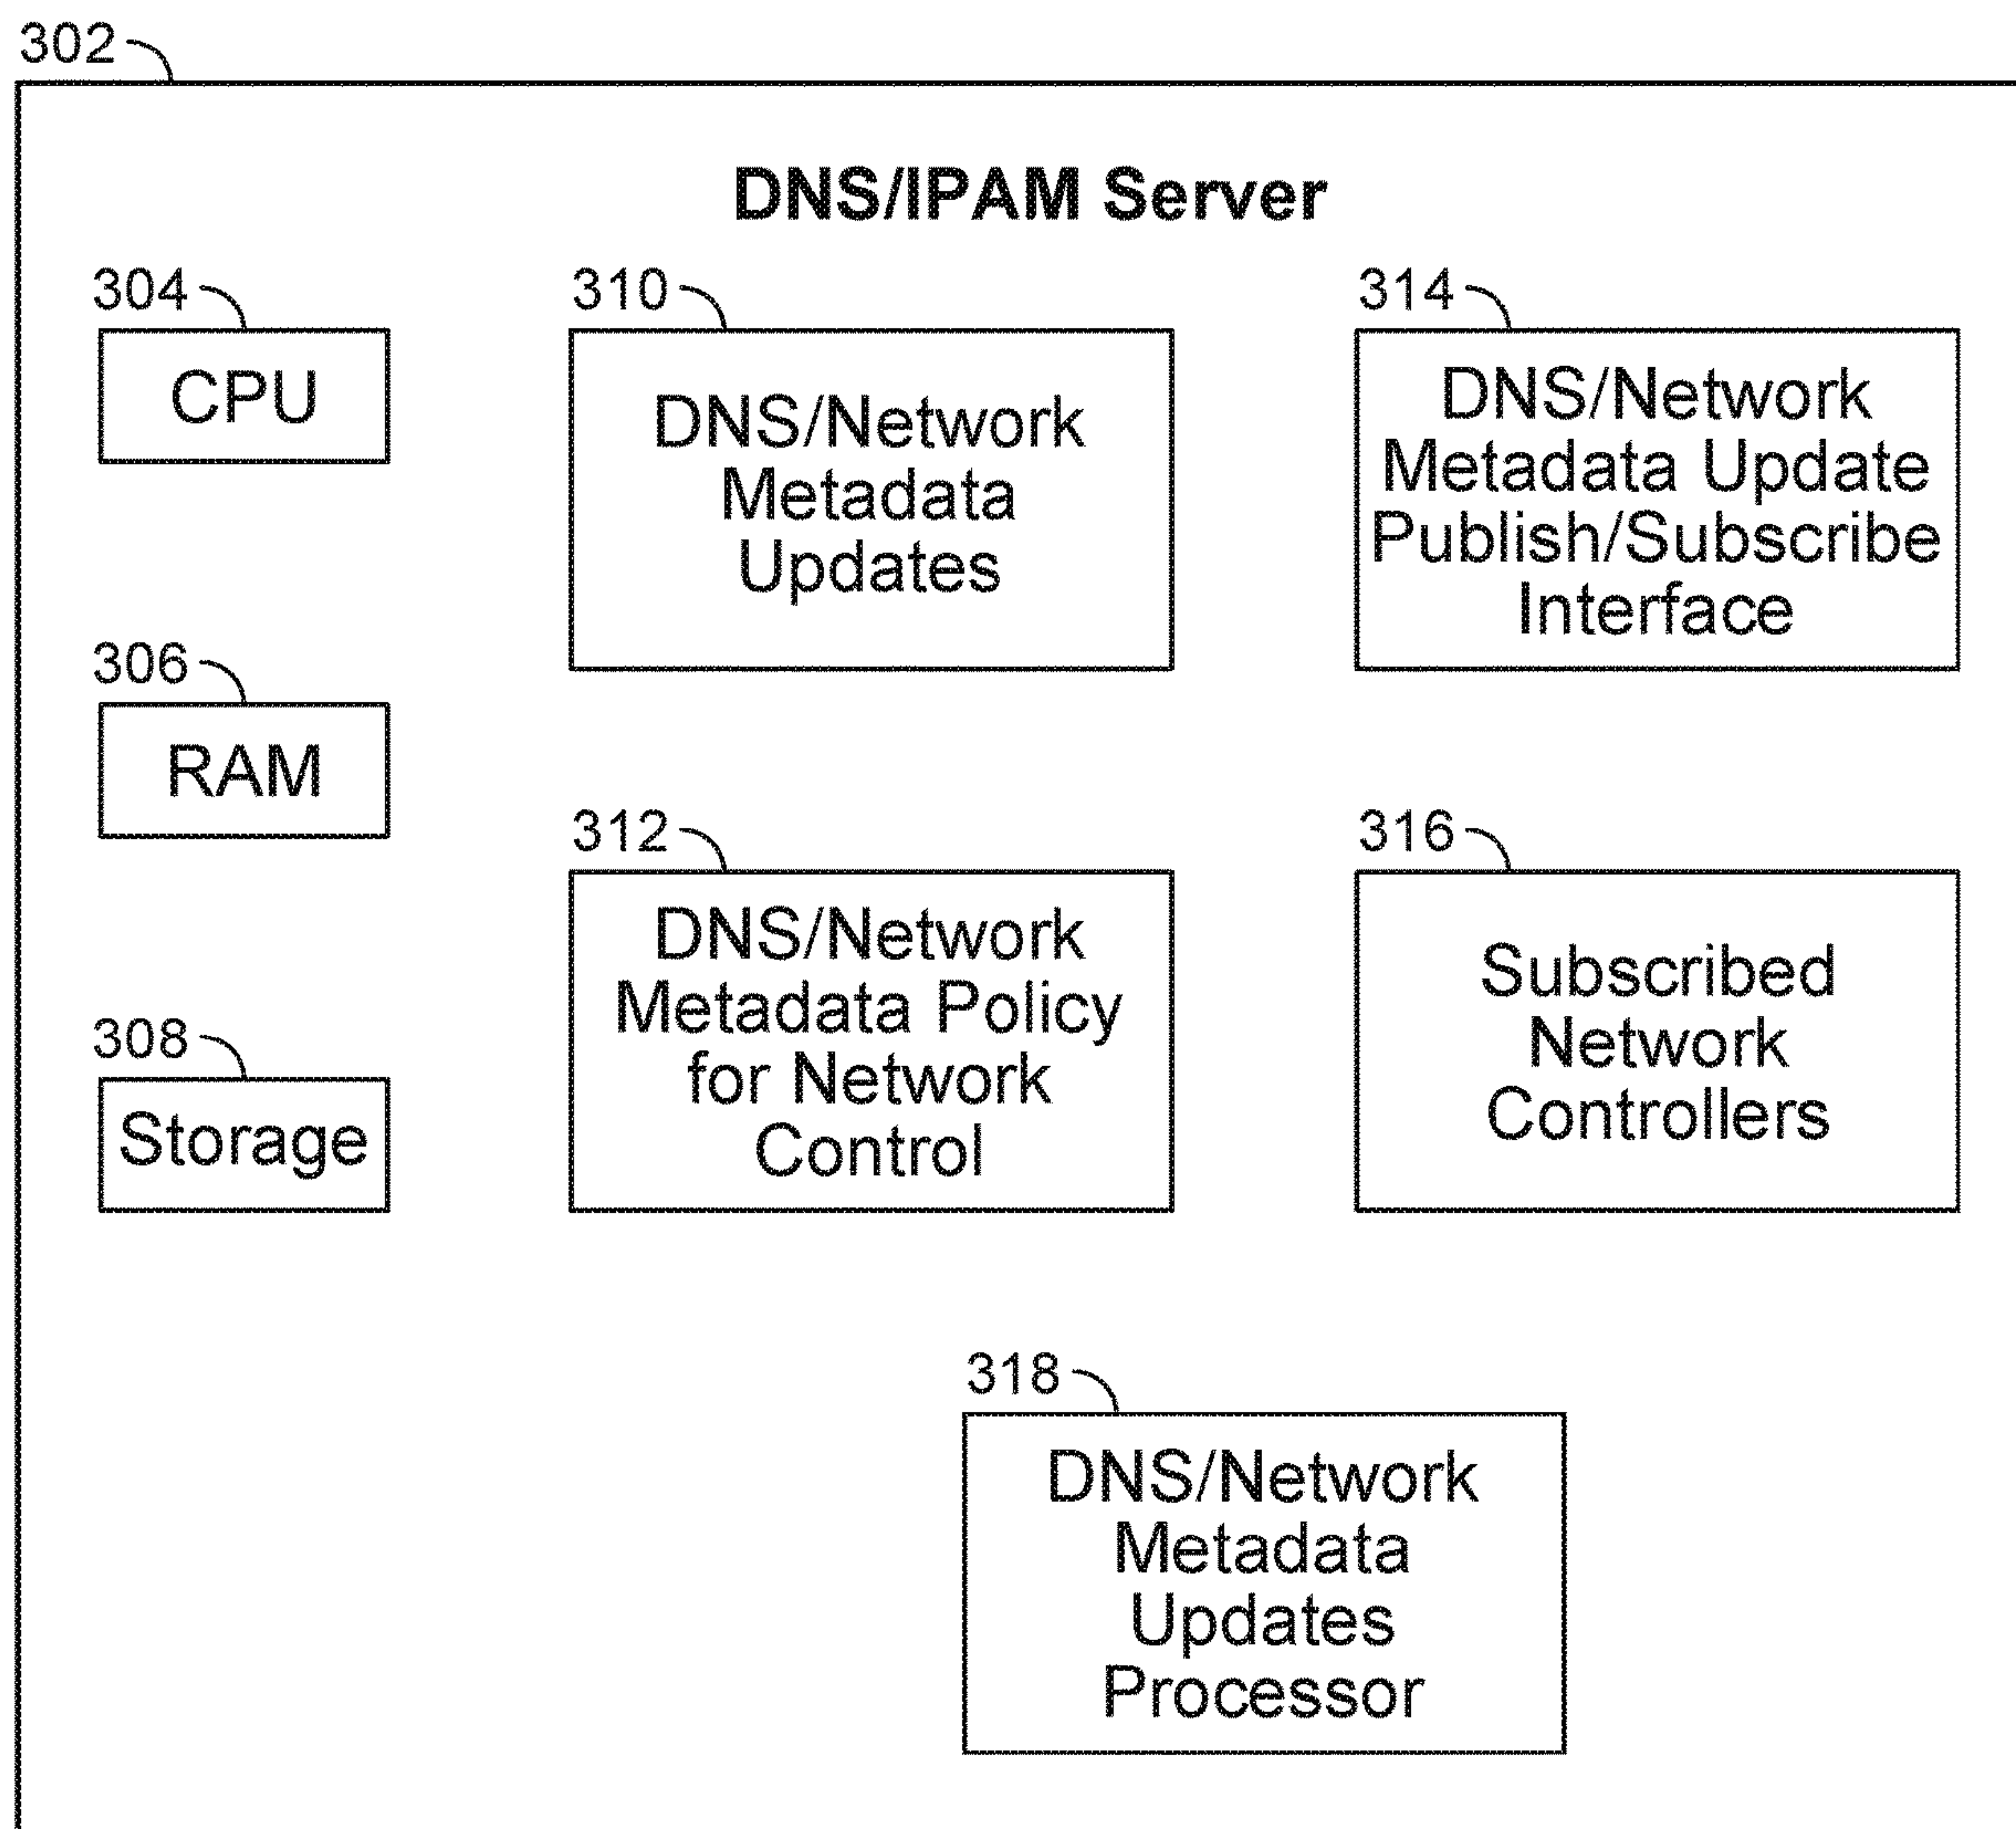 302
DNS/IPAM Server
304
CPU
306
RAM
308
Storage
310
DNS/Network
Metadata
Updates
312
DNS/Network
Metadata Policy
for Network
Control
314
DNS/Network
Metadata Update
Publish/Subscribe
Interface
316
Subscribed
Network
Controllers
318
DNS/Network
Metadata
Updates
Processor